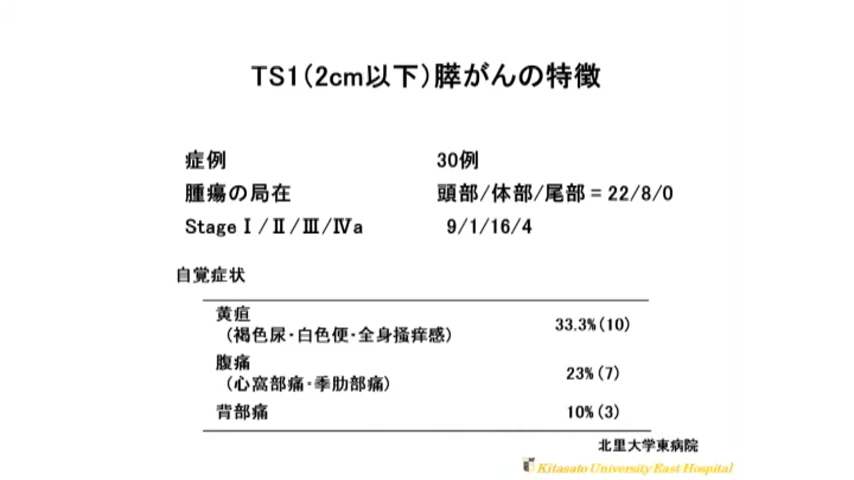 TS1(2cm以下)膵がんの特徴
症例 30例
腫瘍の局在 頭部/体部/尾部=22/8/0
StageⅠ/Ⅱ/Ⅲ/Ⅳa 9/1/16/4
自覚症状
黄疸
(褐色尿・白色便・全身掻痒感) 33.3%(10)
腹痛
(心窩部痛・季肋部痛) 23%(7)
背部痛 10%(3)
北里大学東病院
Kitasato University East Hospital